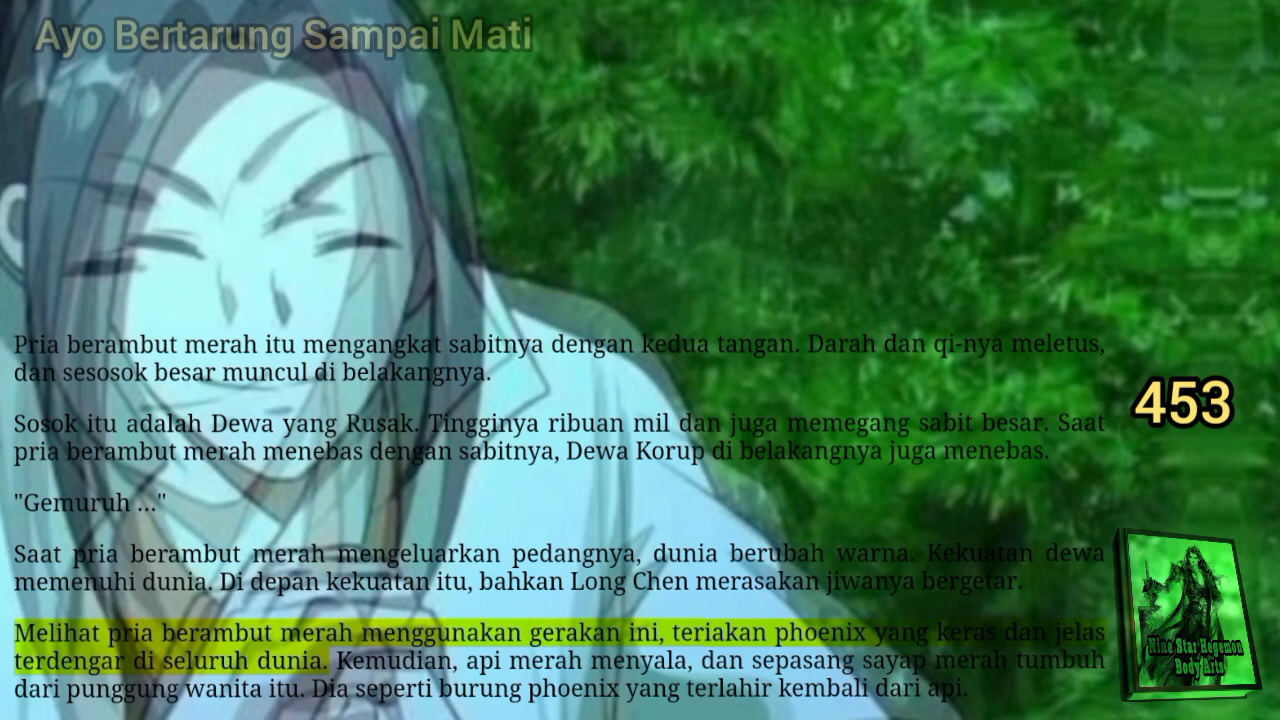 Ayo Bertarung Sampai Mati
Pria berambut merah itu mengangkat sabitnya dengan kedua tangan. Darah dan qi-nya meletus,
dan sesosok besar muncul di belakangnya.
Sosok itu adalah Dewa yang Rusak. Tingginya ribuan mil dan juga memegang sabit besar. Saat
pria berambut merah menebas dengan sabitnya, Dewa Korup di belakangnya juga menebas.
"Gemuruh ..."
Saat pria berambut merah mengeluarkan pedangnya, dunia berubah warna. Kekuatan dewa
memenuhi dunia. Di depan kekuatan itu, bahkan Long Chen merasakan jiwanya bergetar.
Melihat pria berambut merah menggunakan gerakan ini, teriakan phoenix yang keras dan jelas
terdengar di seluruh dunia. Kemudian, api merah menyala, dan sepasang sayap merah tumbuh
dari punggung wanita itu. Dia seperti burung phoenix yang terlahir kembali dari api.
453
Nine Star Hegemon
Body Arts